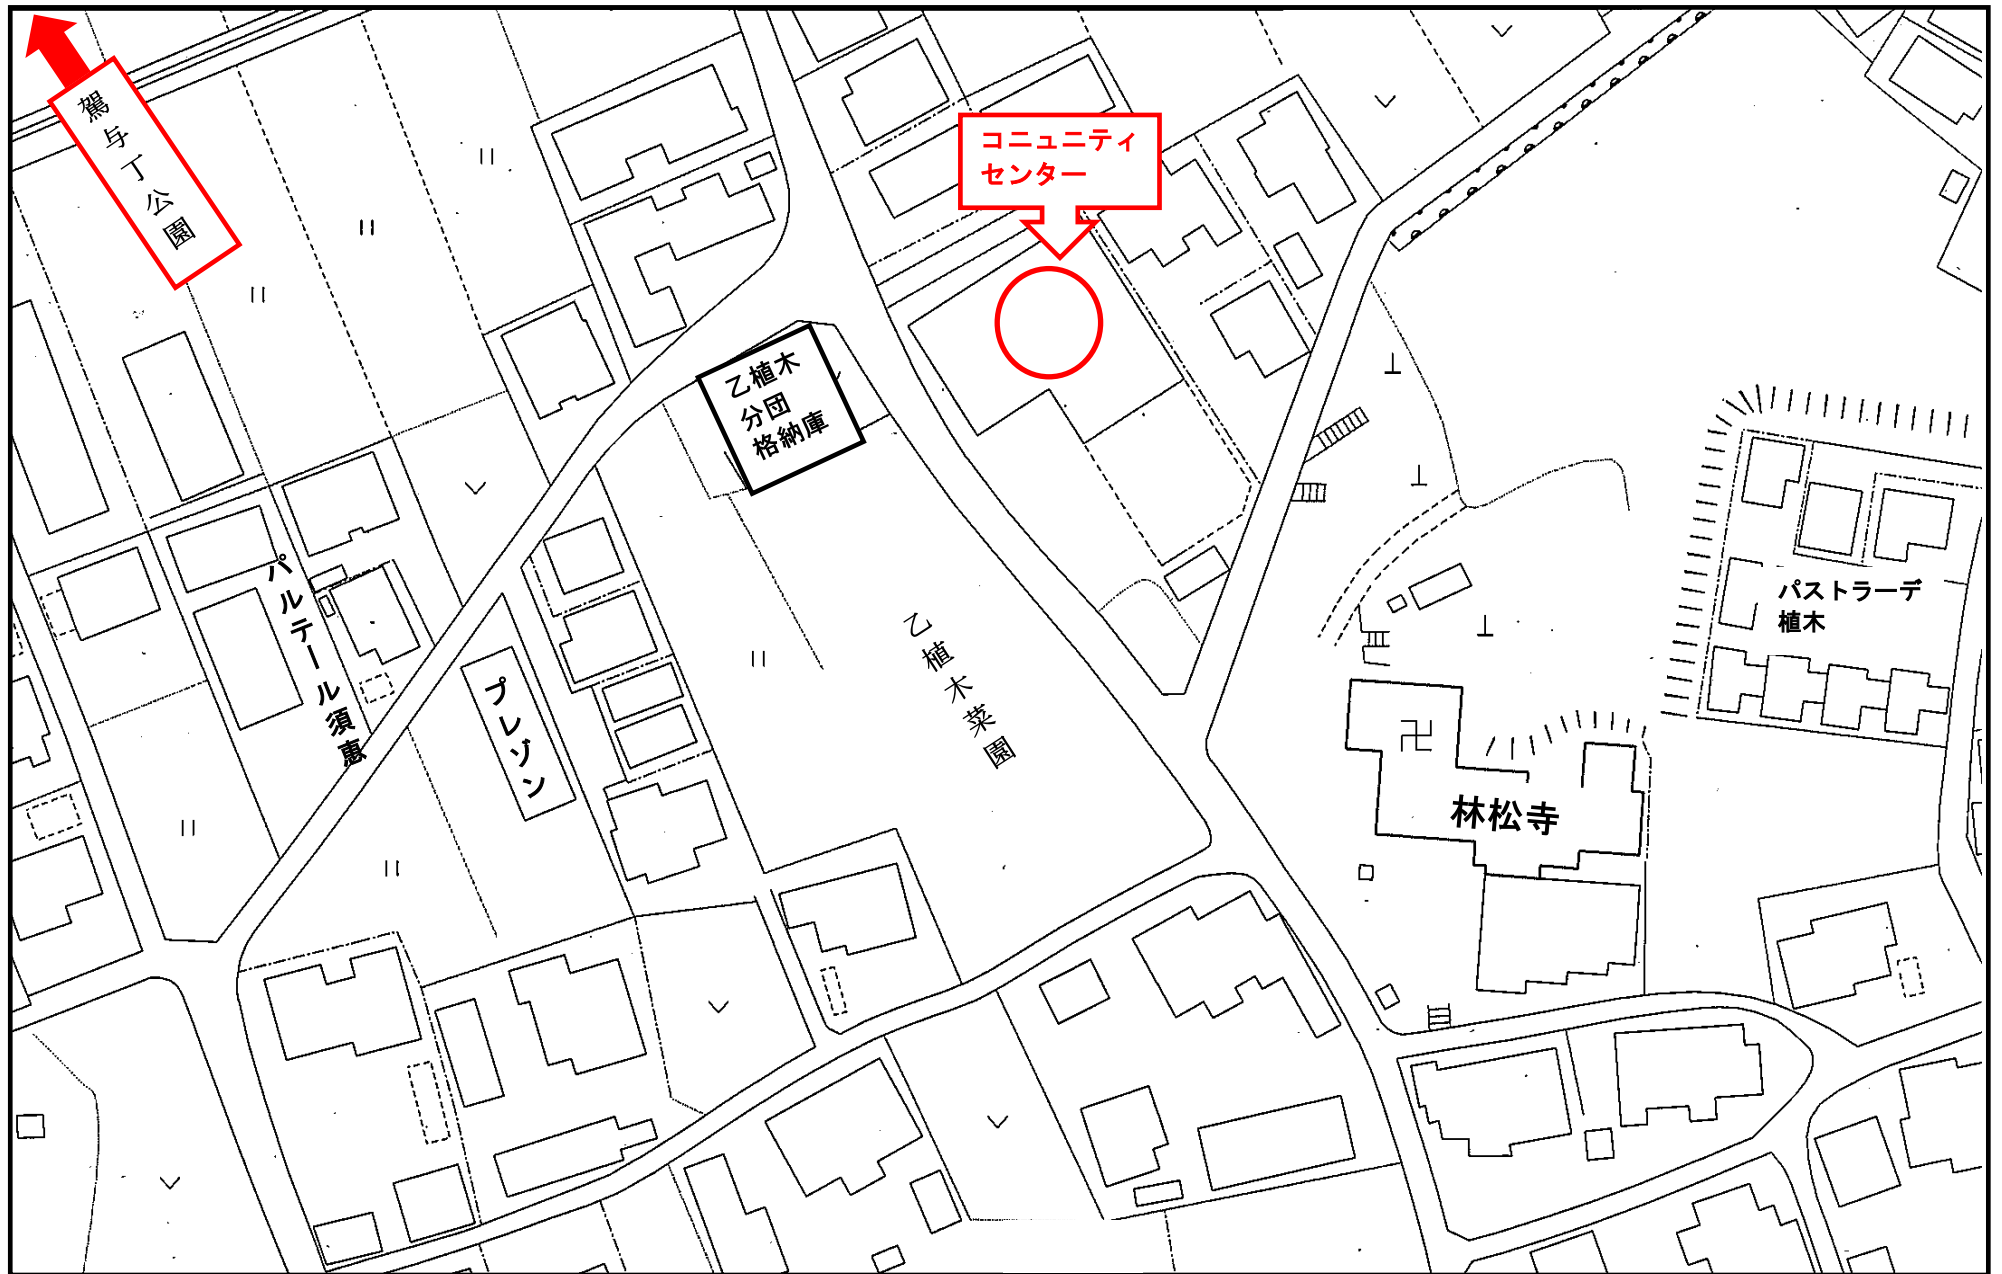 駕与丁公園
コニュニティ
センター
乙植木
分団
格納庫
パルテール須惠
プレゾン
乙植木菜園
パストラーデ
植木
卍
林松寺